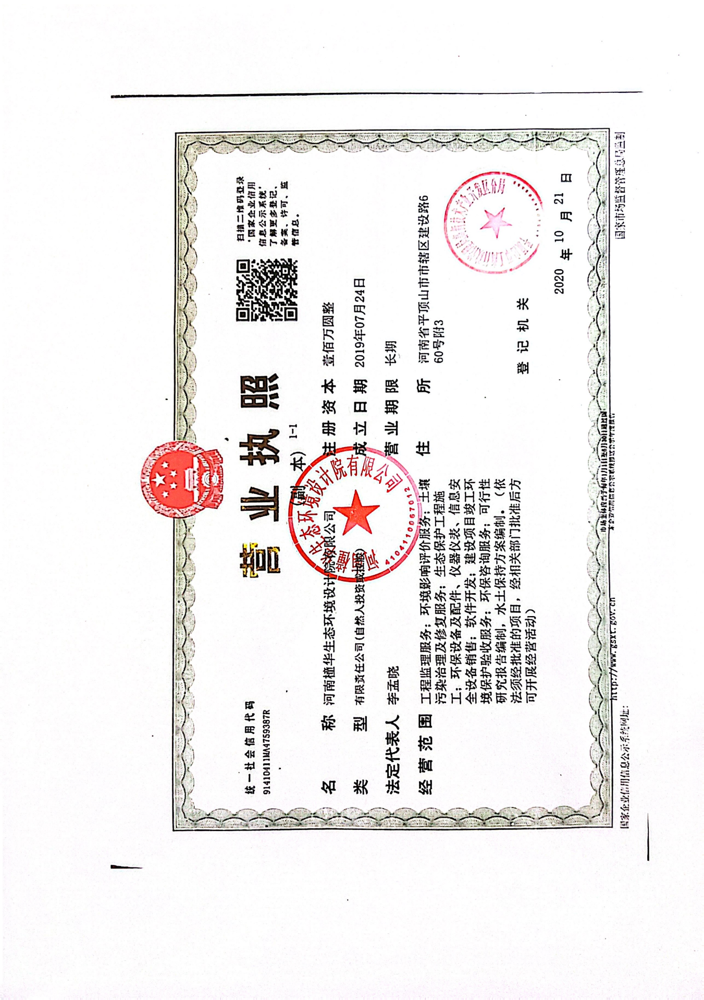 统一社会信用代码
91410411MA4759387R
营业执照
(副 本)
1-1
扫描二维码登录
“国家企业信用
信息公示系统”
了解更多登记、
备案、许可、监
管信息。
名 称 河南橦华生态环境设计院有限公司
类 型 有限责任公司(自然人投资或控股)
法定代表人 李孟晓
经营范围 工程监理服务；环境影响评价服务；土壤
污染治理及修复服务；生态保护工程施
工；环保设备及配件、仪器仪表、信息安
全设备销售；软件开发；建设项目竣工环
境保护验收服务；环保咨询服务；可行性
研究报告编制，水土保持方案编制。（依
法须经批准的项目，经相关部门批准后方
可开展经营活动）
注册资本 壹佰万圆整
成立日期 2019年07月24日
营业期限 长期
住 所 河南省平顶山市市辖区建设路6
60号附3
生态环境设计院有限公司
4104110067012
登记机关
2020 年 10 月 21 日
国家企业信用信息公示系统网址：
http://www.gsxt.gov.cn
市场主体应当于每年1月1日至6月30日通过国
家企业信用信息公示系统报送公示年度报告
国家市场监督管理总局监制